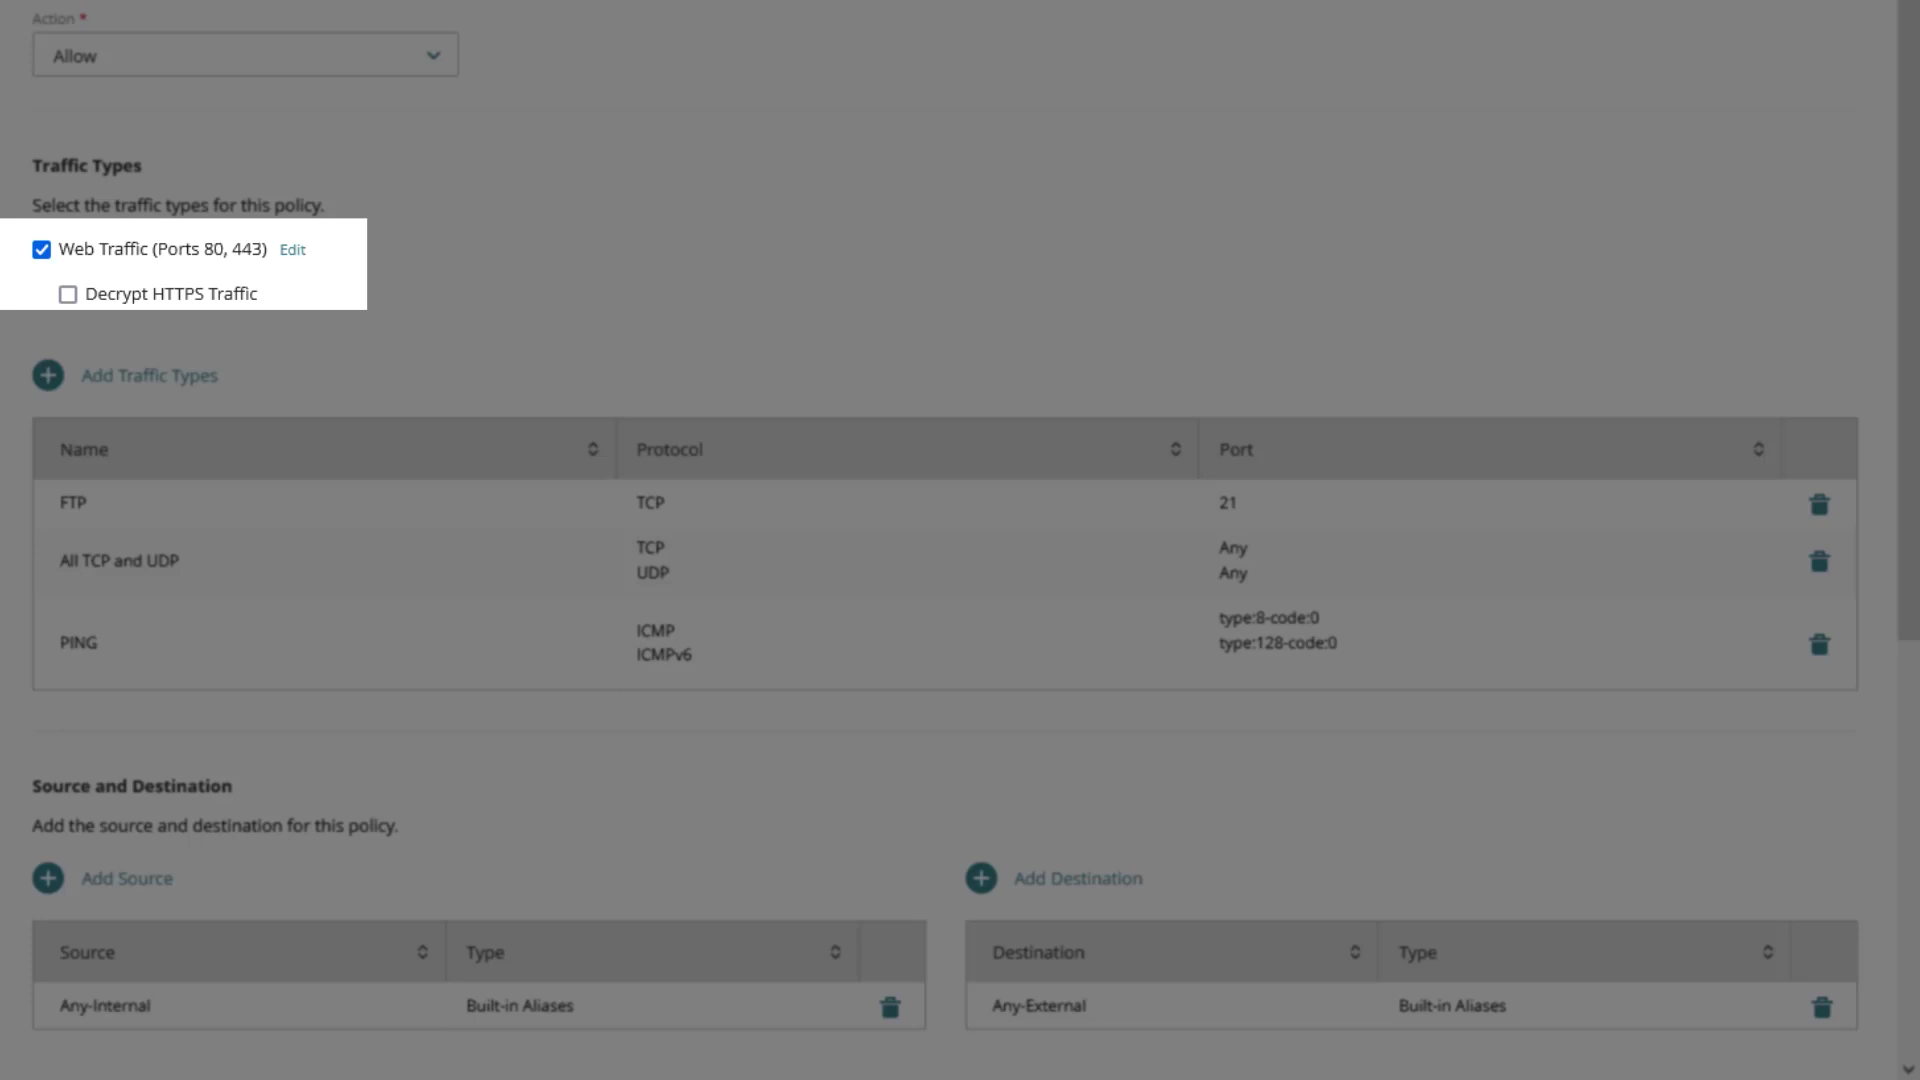 Action *
Allow
Traffic Types
Select the traffic types for this policy.
Web Traffic (Ports 80, 443) Edit
Decrypt HTTPS Traffic
Add Traffic Types
Name Protocol Port
FTP TCP 21
All TCP and UDP
TCP Any
UDP Any
PING
ICMP type:8-code:0
ICMPv6 type:128-code:0
Source and Destination
Add the source and destination for this policy.
Add Source Add Destination
Source Type Destination Type
Any-Internal Built-in Aliases Any-External Built-in Aliases